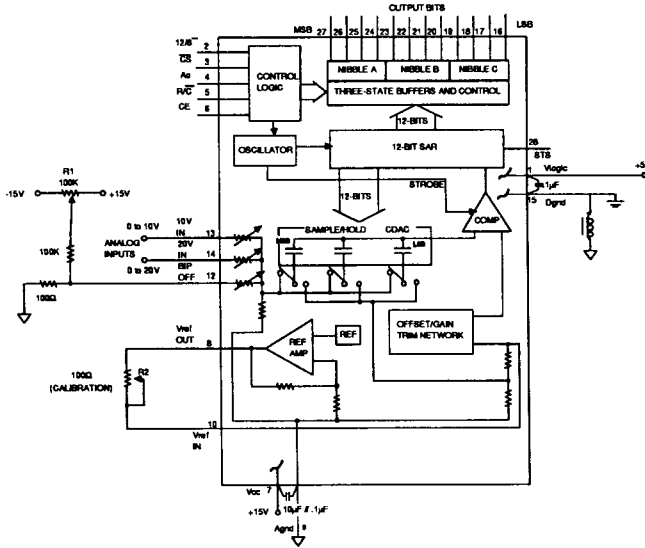 OUTPUT BITS
MSB 27 26 25 24 23 22 21 20 19 18 17 16 LSB
12/8 2
CS 3
Ao 4
R/C 5
CE 6
CONTROL LOGIC
NIBBLE A NIBBLE B NIBBLE C
THREE-STATE BUFFERS AND CONTROL
12-BITS
OSCILLATOR
12-BIT SAR
28
STS
12-BITS
STROBE
COMP
1 Vlogic +5
.1µF
15 Dgnd
R1
100K
-15V +15V
100K
100Ω
ANALOG INPUTS
0 to 10V
10V IN 13
20V IN 14
0 to 20V
BIP OFF 12
SAMPLE/HOLD CDAC
MSB
LSB
OFFSET/GAIN TRIM NETWORK
REF AMP
REF
Vref OUT 8
100Ω (CALIBRATION)
R2
10
Vref IN
Vcc 7
+15V
10µF // .1µF
Agnd 9